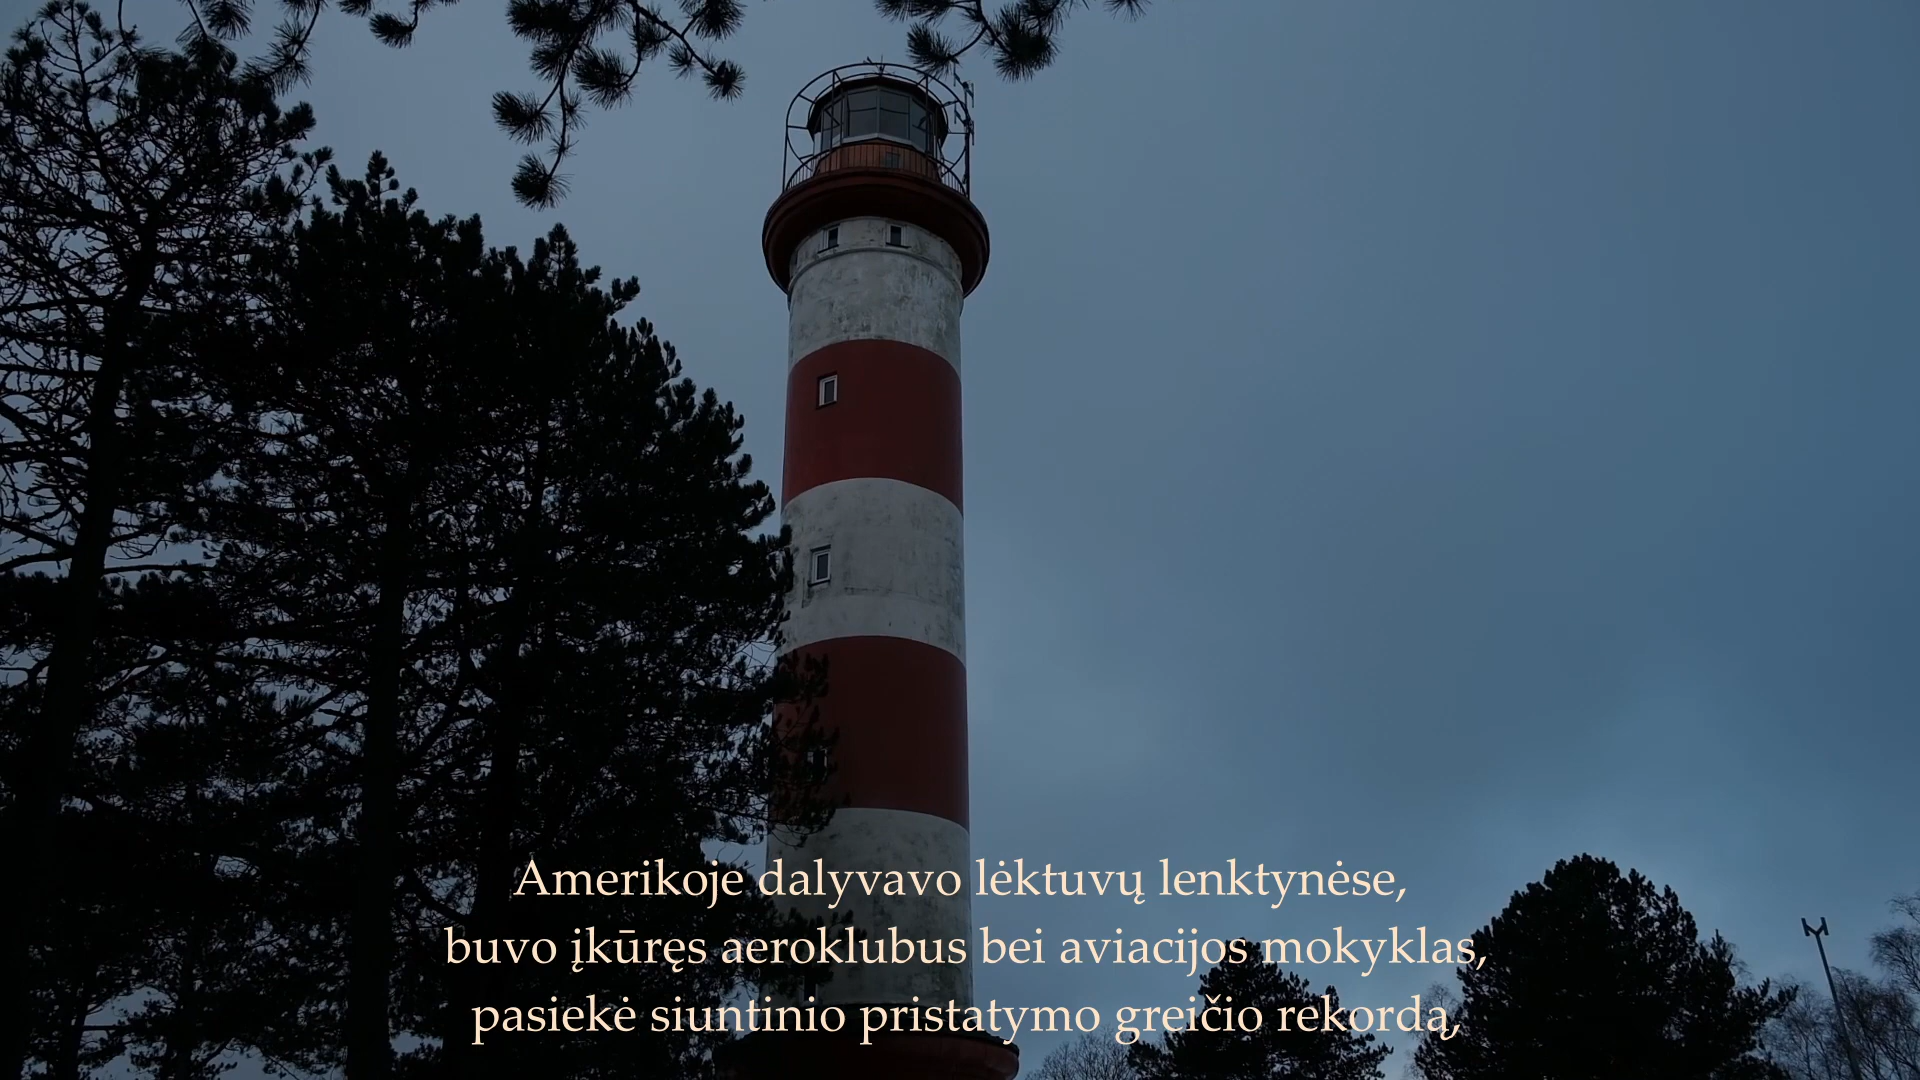 Amerikoje dalyvavo lėktuvų lenktynėse,
buvo įkūręs aeroklubus bei aviacijos mokyklas,
pasiekė siuntinio pristatymo greičio rekordą,